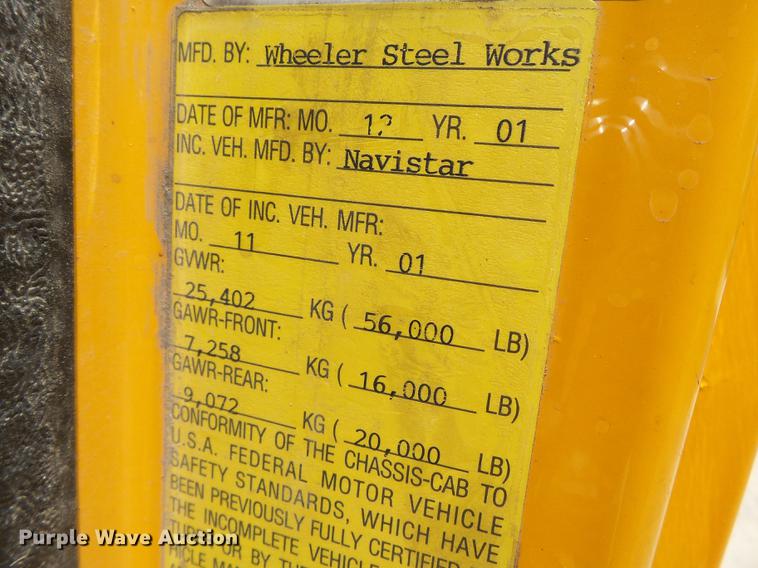 MFD. BY: Wheeler Steel Works
DATE OF MFR: MO. 12 YR. 01
INC. VEH. MFD. BY: Navistar
DATE OF INC. VEH. MFR:
MO. 11 YR. 01
GVWR:
25,402 KG ( 56,000 LB)
GAWR-FRONT:
7,258 KG ( 16,000 LB)
GAWR-REAR:
9,072 KG ( 20,000 LB)
CONFORMITY OF THE CHASSIS-CAB TO
U.S.A. FEDERAL MOTOR VEHICLE
SAFETY STANDARDS, WHICH HAVE
BEEN PREVIOUSLY FULLY CERTIFIED
THE INCOMPLETE VEHICLE
OR BY
Purple Wave Auction